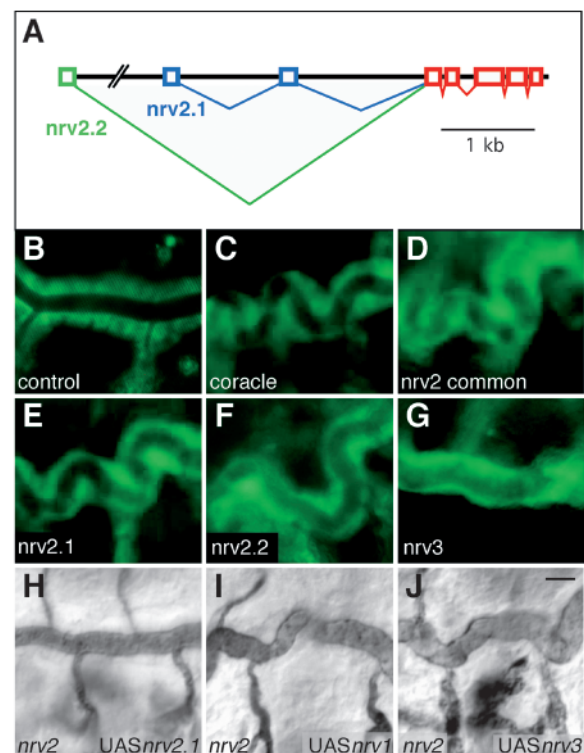 A
nrv2.1
nrv2.2
1 kb
B
C
D
control
coracle
nrv2 common
E
F
G
nrv2.1
nrv2.2
nrv3
H
I
J
nrv2 UASnrv2.1
nrv2 UASnrv1
nrv2 UASnrv3